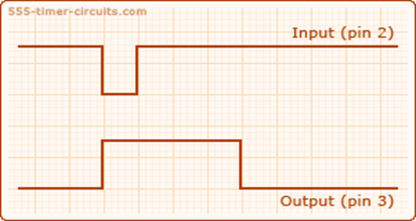 555-timer-circuits.com
Input (pin 2)
Output (pin 3)